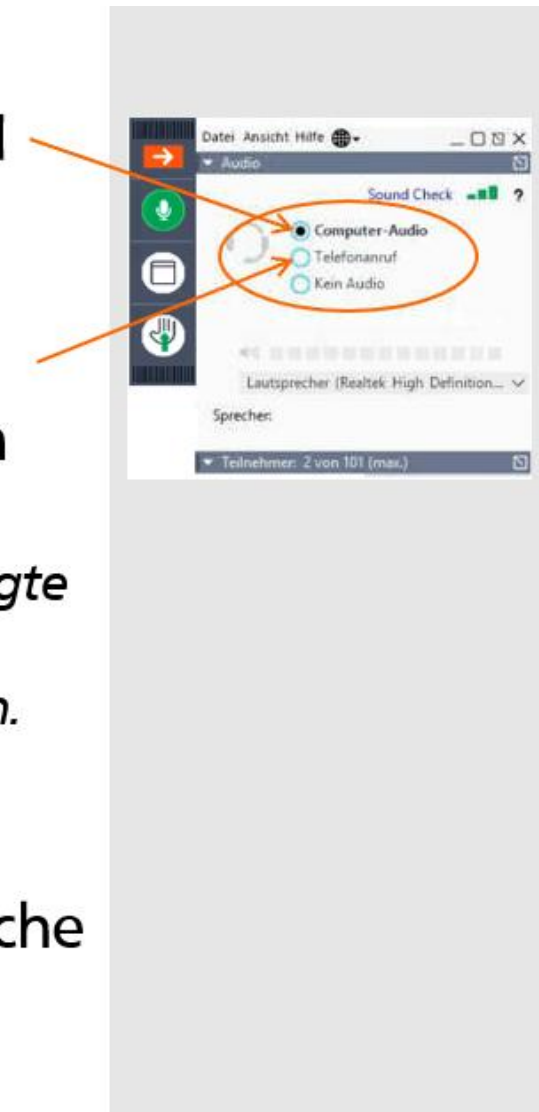 Datei Ansicht Hilfe
Audio
Sound Check ?
Computer-Audio
Telefonanruf
Kein Audio
Lautsprecher (Realtek High Definition...
Sprecher:
Teilnehmer: 2 von 101 (max.)
n
gte
n.
che